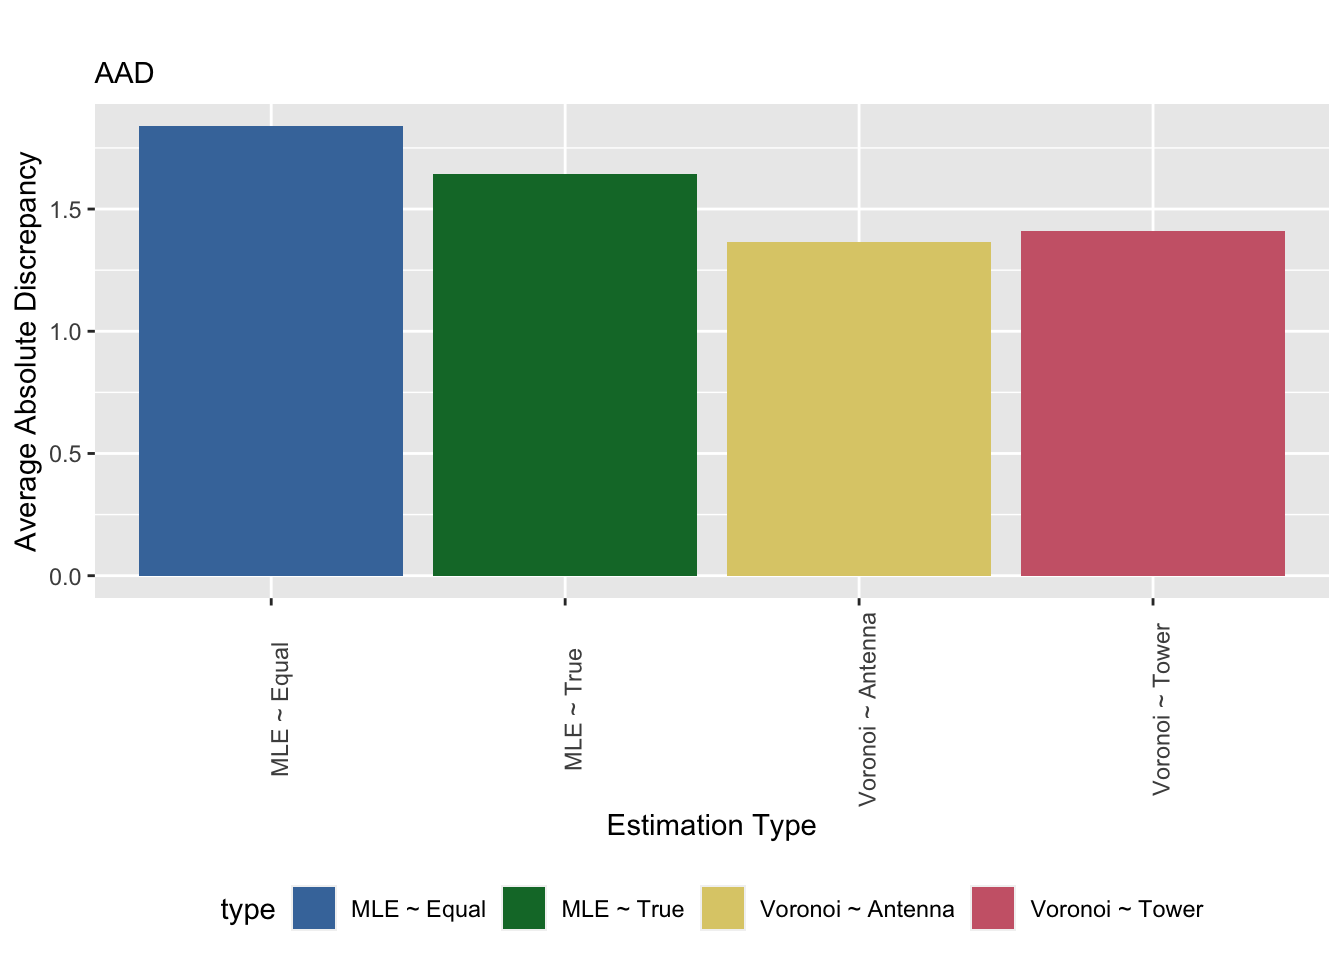 AAD
Average Absolute Discrepancy
1.5
1.0
0.5
0.0
MLE ~ Equal
MLE ~ True
Voronoi ~ Antenna
Voronoi ~ Tower
Estimation Type
type MLE ~ Equal MLE ~ True Voronoi ~ Antenna Voronoi ~ Tower